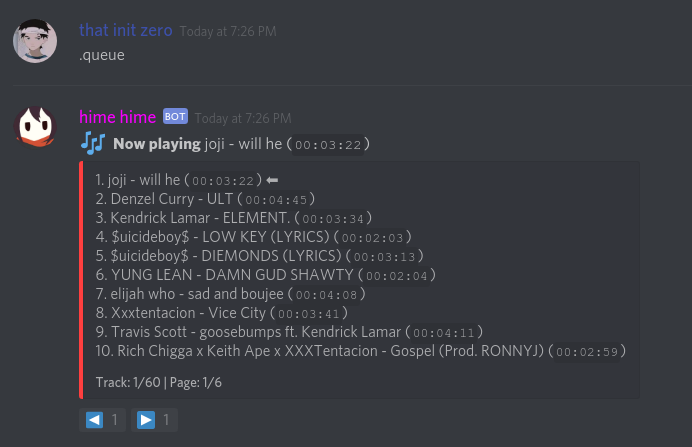 that init zero Today at 7:26 PM
.queue
hime hime BOT Today at 7:26 PM
Now playing joji - will he (00:03:22)
1. joji - will he (00:03:22) ⬅
2. Denzel Curry - ULT (00:04:45)
3. Kendrick Lamar - ELEMENT. (00:03:34)
4. $uicideboy$ - LOW KEY (LYRICS) (00:02:03)
5. $uicideboy$ - DIEMONDS (LYRICS) (00:03:13)
6. YUNG LEAN - DAMN GUD SHAWTY (00:02:04)
7. elijah who - sad and boujee (00:04:08)
8. Xxxtentacion - Vice City (00:03:41)
9. Travis Scott - goosebumps ft. Kendrick Lamar (00:04:11)
10. Rich Chigga x Keith Ape x XXXTentacion - Gospel (Prod. RONNYJ) (00:02:59)
Track: 1/60 | Page: 1/6
◀ 1 ▶ 1